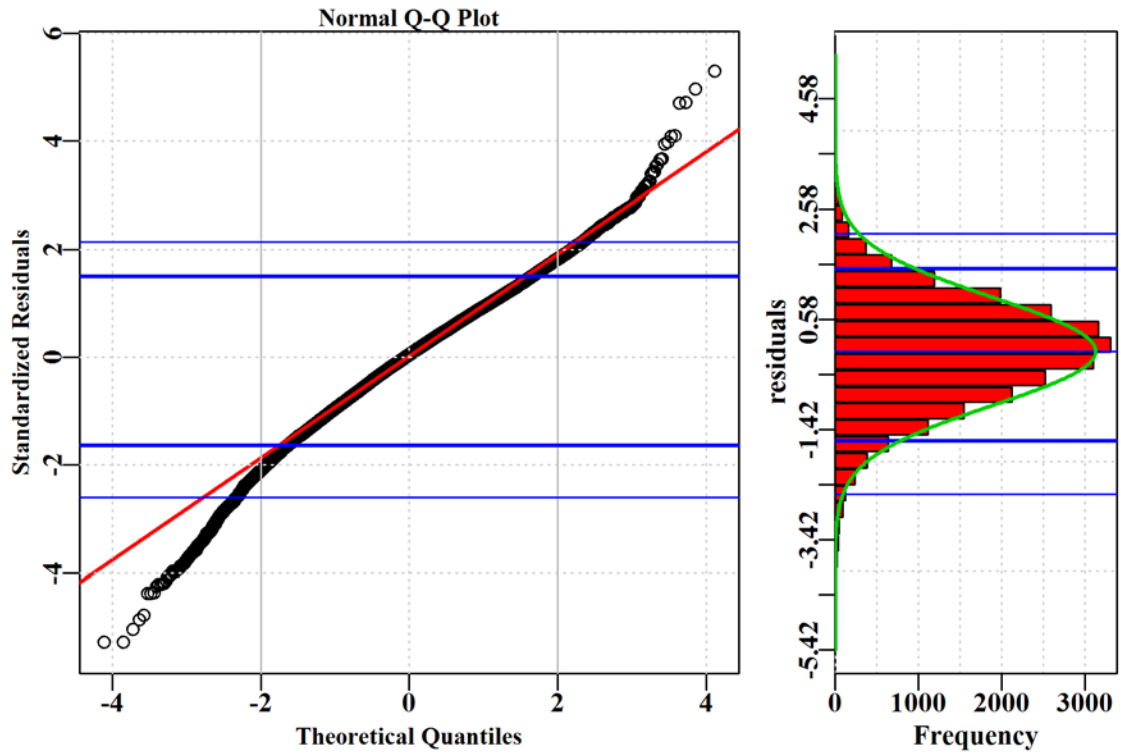 Normal Q-Q Plot
Standardized Residuals
6
4
2
0
-2
-4
-4 -2 0 2 4
Theoretical Quantiles
residuals
4.58
2.58
0.58
-1.42
-3.42
-5.42
0 1000 2000 3000
Frequency